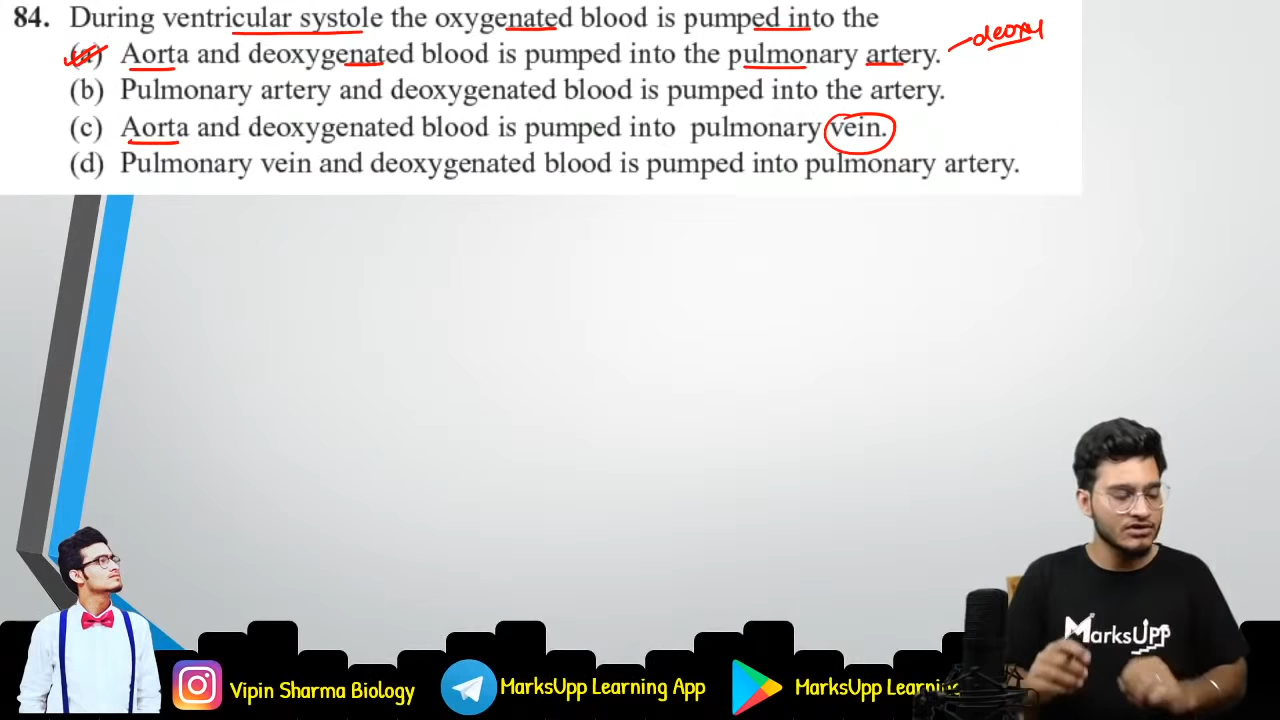 84. During ventricular systole the oxygenated blood is pumped into the
(a) Aorta and deoxygenated blood is pumped into the pulmonary artery. deoxy
(b) Pulmonary artery and deoxygenated blood is pumped into the artery.
(c) Aorta and deoxygenated blood is pumped into pulmonary vein.
(d) Pulmonary vein and deoxygenated blood is pumped into pulmonary artery.
MarksUPP
Vipin Sharma Biology
MarksUpp Learning App
MarksUpp Learning